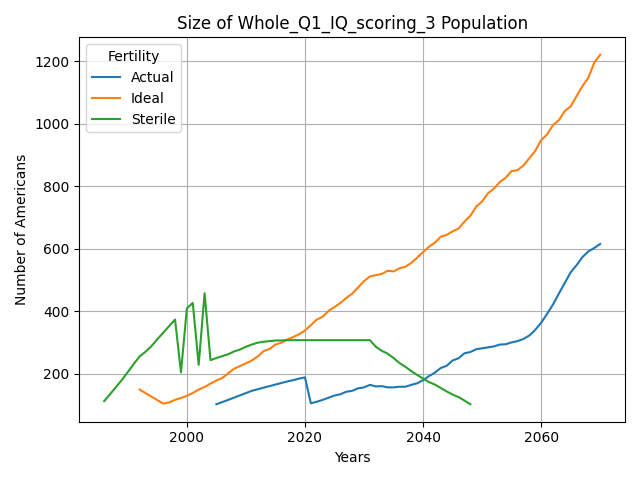 Size of Whole_Q1_IQ_scoring_3 Population
Fertility
Actual
Ideal
Sterile
Number of Americans
1200
1000
800
600
400
200
2000
2020
2040
2060
Years